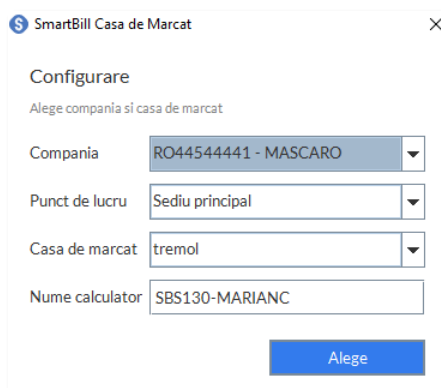 SmartBill Casa de Marcat
Configurare
Alege compania si casa de marcat
Compania RO44544441 - MASCARO
Punct de lucru Sediu principal
Casa de marcat tremol
Nume calculator SBS130-MARIANC
Alege